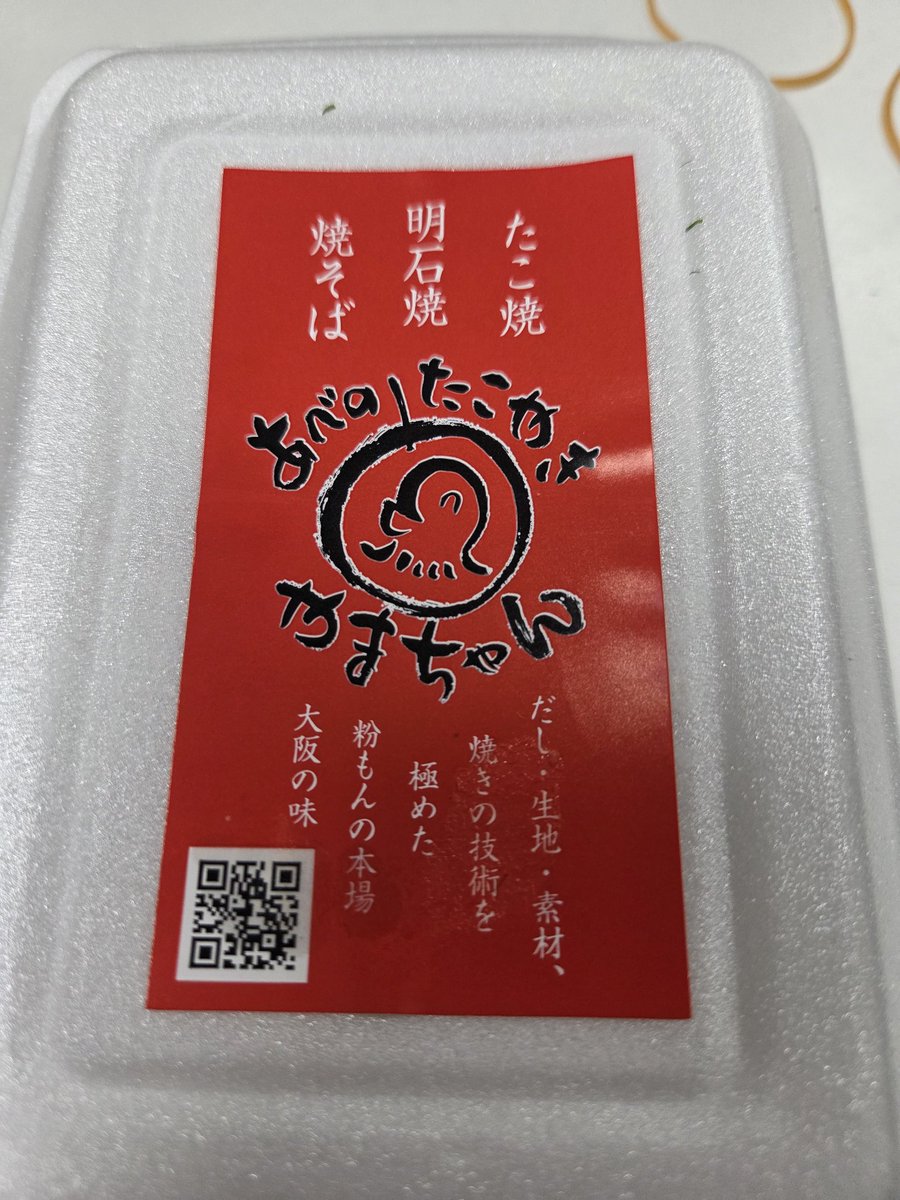 たこ焼
明石焼
焼そば
あべの たこやき
やまちゃん
だし・生地・素材、
焼きの技術を
極めた
粉もんの本場
大阪の味